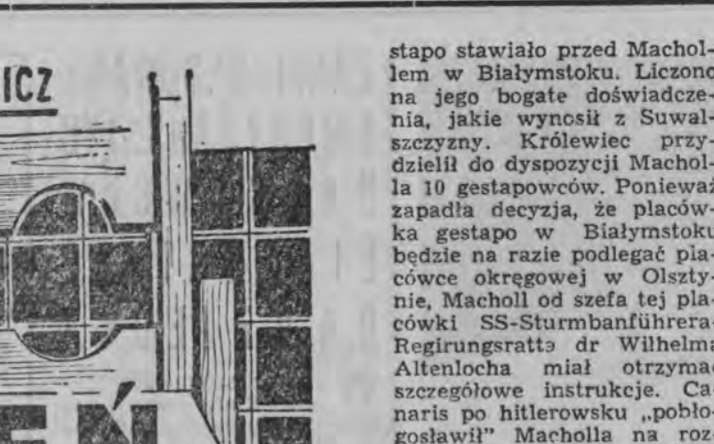 ICZ
EŃ
stapo stawiało przed Machol-
lem w Białymstoku. Liczono
na jego bogate doświadcze-
nia, jakie wynosił z Suwal-
szczyzny. Królewiec przy-
dzielił do dyspozycji Machol-
la 10 gestapowców. Ponieważ
zapadła decyzja, że placów-
ka gestapo w Białymstoku
będzie na razie podlegać pla-
cówce okręgowej w Olszty-
nie, Macholl od szefa tej pla-
cówki SS-Sturmbanführera-
Regirungsratta dr Wilhelma
Altenlocha miał otrzymać
szczegółowe instrukcje. Ca-
naris po hitlerowsku „pobło-
gosławił” Macholla na roz-